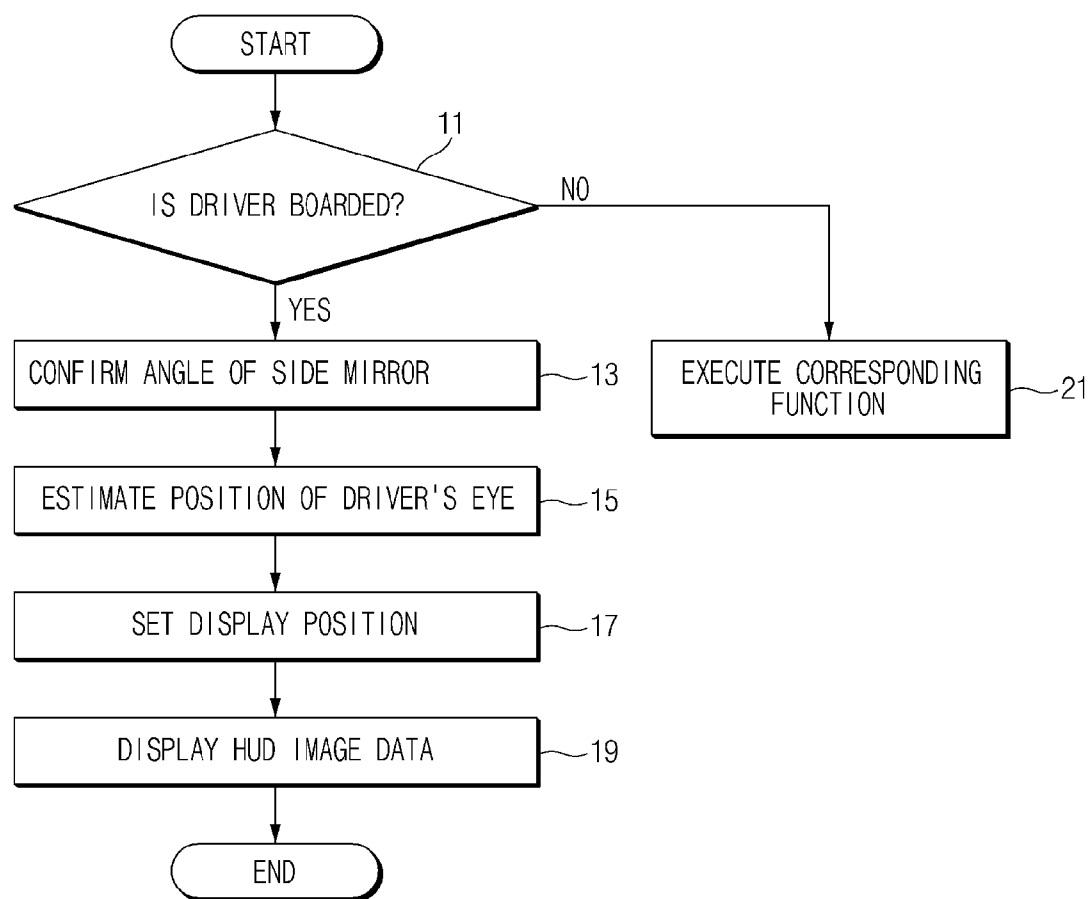 START
11
IS DRIVER BOARDED?
NO
YES
CONFIRM ANGLE OF SIDE MIRROR
13
EXECUTE CORRESPONDING
FUNCTION
21
ESTIMATE POSITION OF DRIVER'S EYE
15
SET DISPLAY POSITION
17
DISPLAY HUD IMAGE DATA
19
END